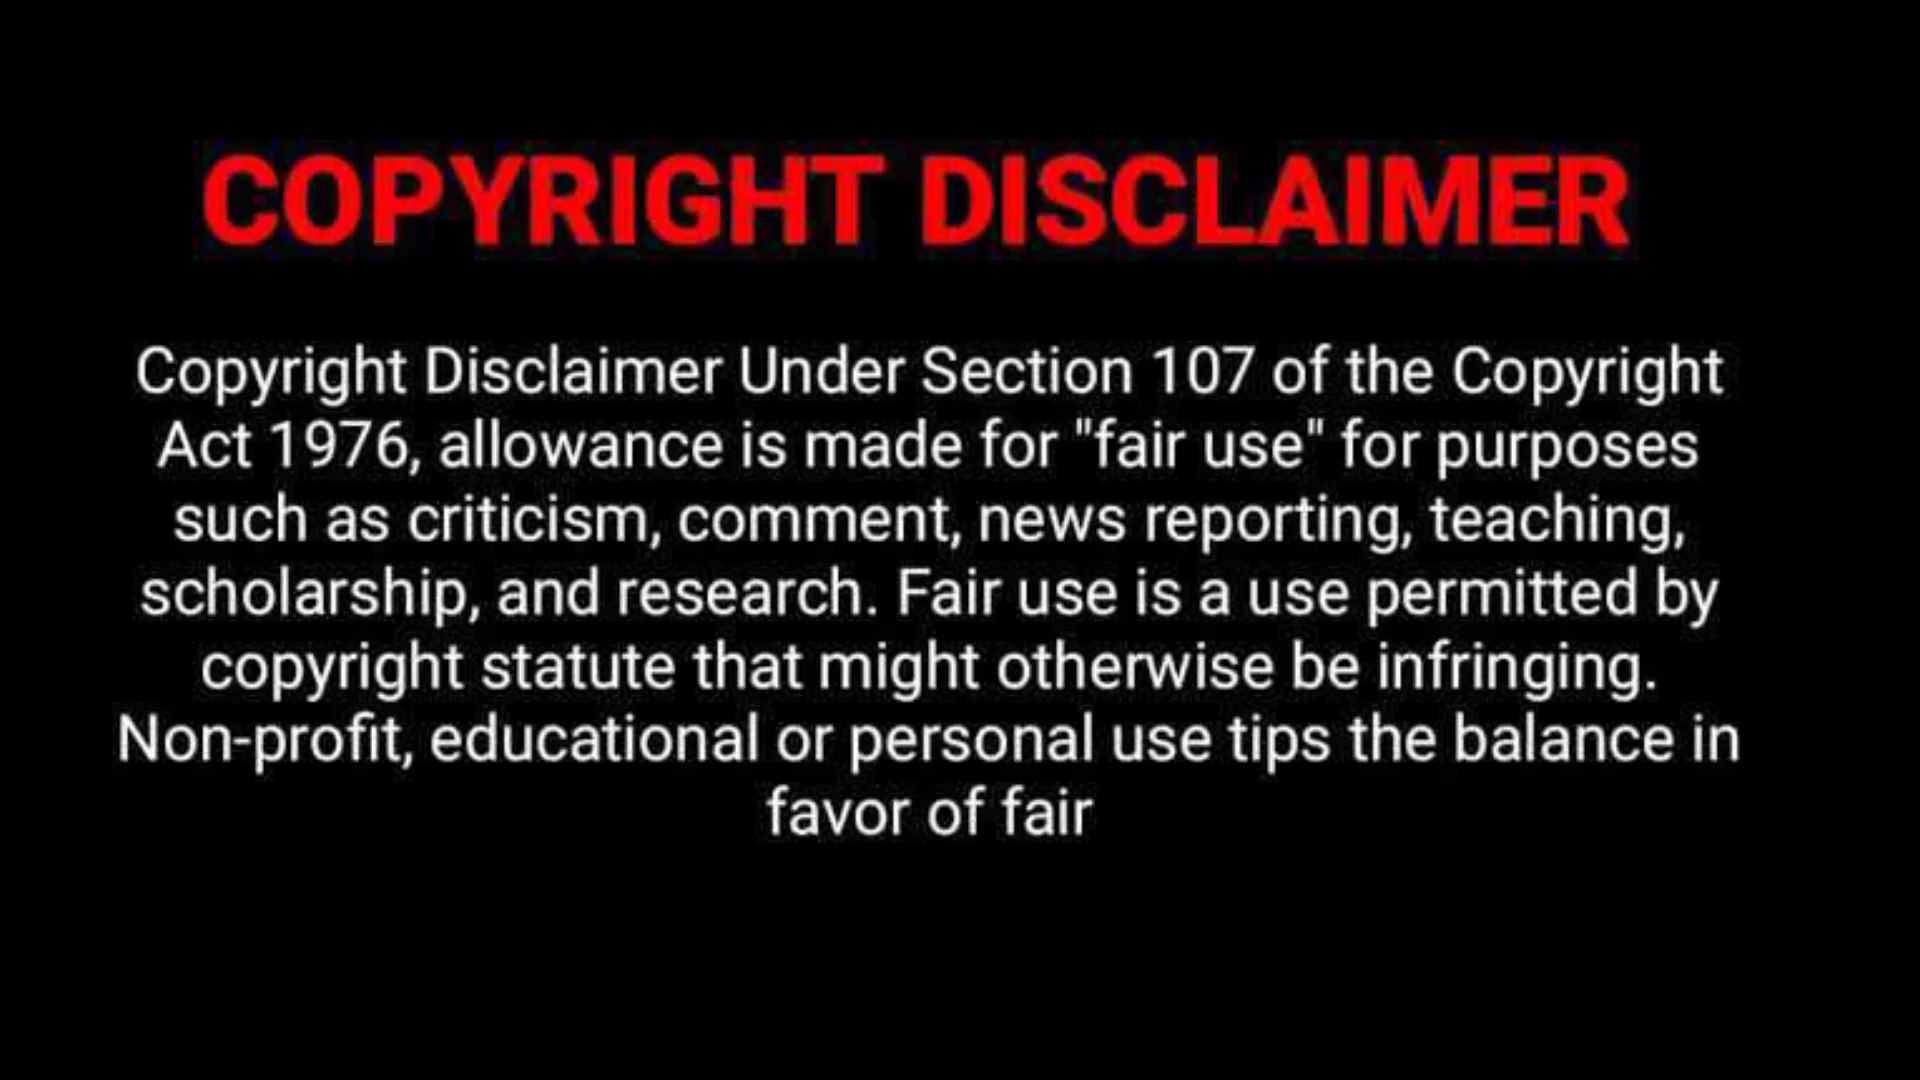 COPYRIGHT DISCLAIMER
Copyright Disclaimer Under Section 107 of the Copyright
Act 1976, allowance is made for "fair use" for purposes
such as criticism, comment, news reporting, teaching,
scholarship, and research. Fair use is a use permitted by
copyright statute that might otherwise be infringing.
Non-profit, educational or personal use tips the balance in
favor of fair